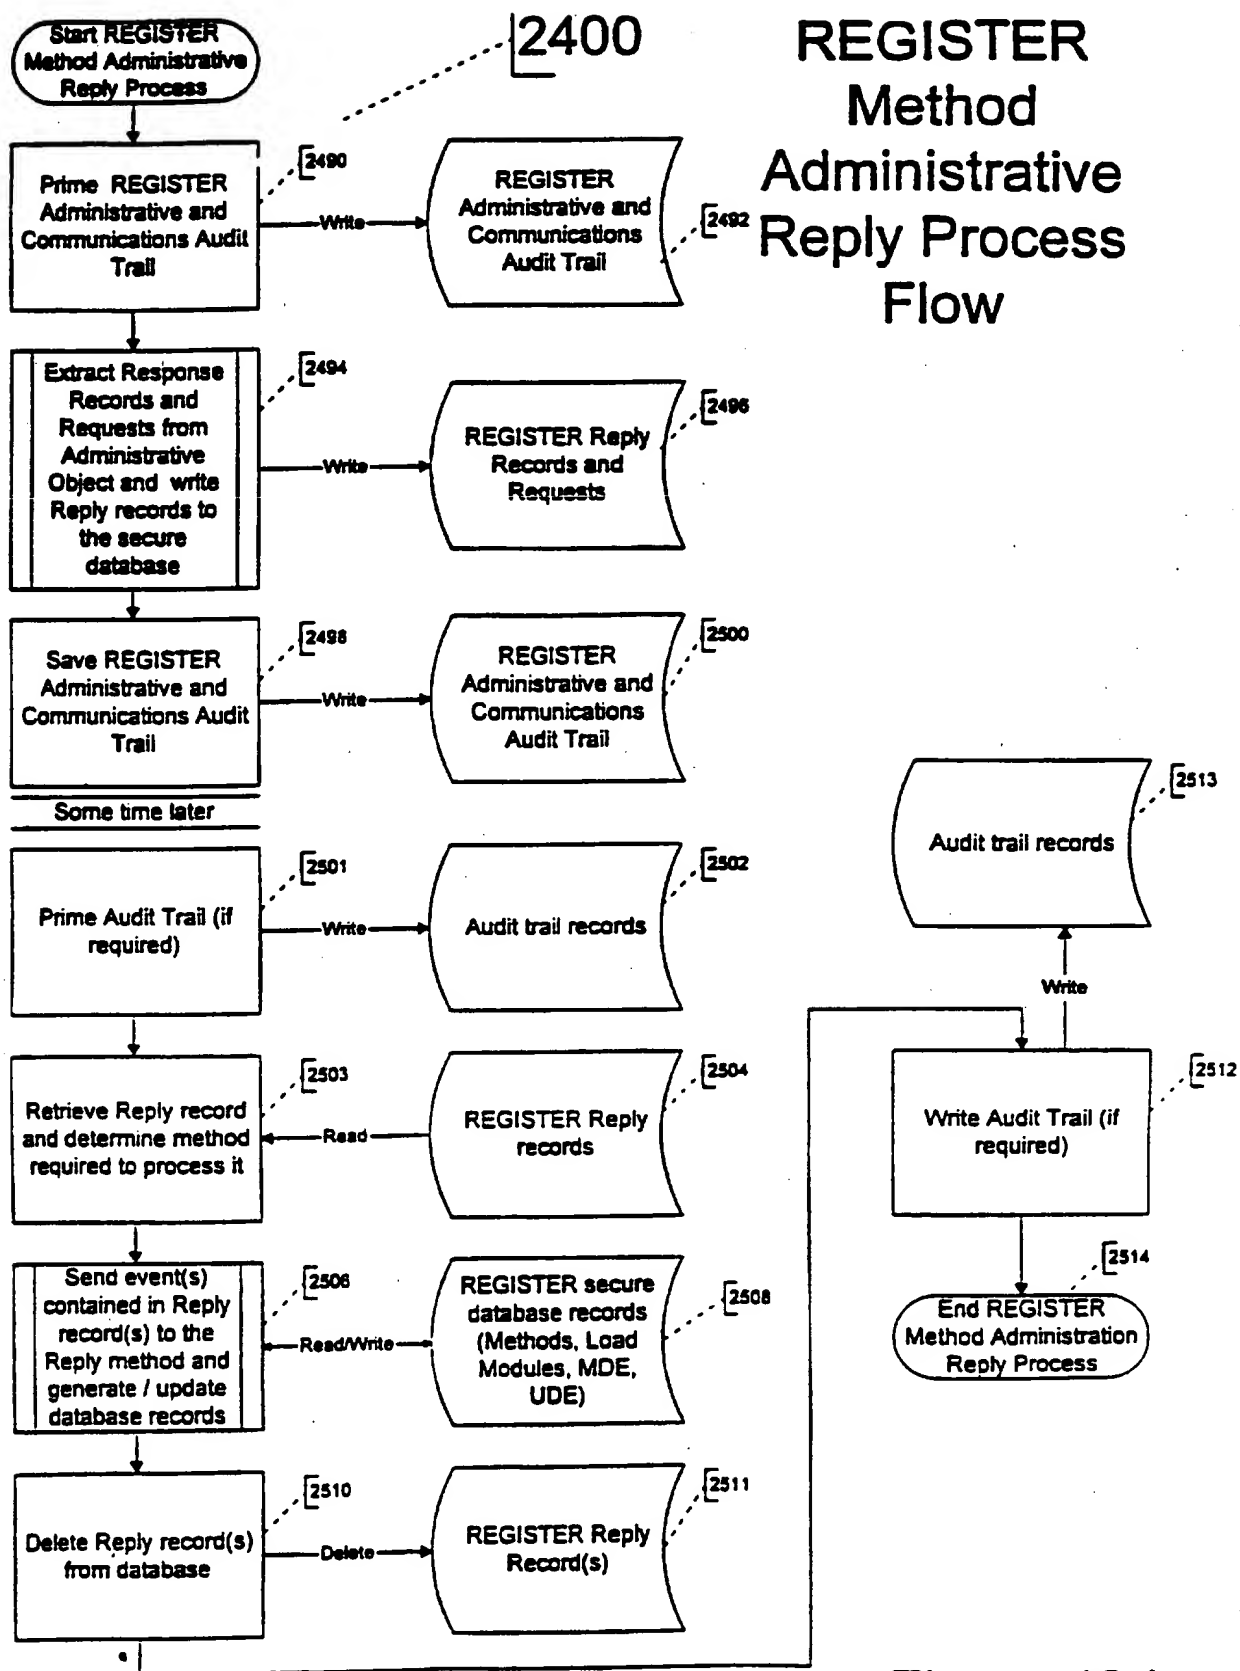 2400
REGISTER
Method
Administrative
Reply Process
Flow
Start REGISTER
Method Administrative
Reply Process
2490
Prime REGISTER
Administrative and
Communications Audit
Trail
Write
REGISTER
Administrative and
Communications
Audit Trail
2492
2494
Extract Response
Records and
Requests from
Administrative
Object and write
Reply records to
the secure
database
Write
REGISTER Reply
Records and
Requests
2496
2498
Save REGISTER
Administrative and
Communications Audit
Trail
Write
REGISTER
Administrative and
Communications
Audit Trail
2500
Some time later
2501
Prime Audit Trail (if
required)
Write
Audit trail records
2502
2503
Retrieve Reply record
and determine method
required to process it
Read
REGISTER Reply
records
2504
2506
Send event(s)
contained in Reply
record(s) to the
Reply method and
generate / update
database records
Read/Write
REGISTER secure
database records
(Methods, Load
Modules, MDE,
UDE)
2508
2510
Delete Reply record(s)
from database
Delete
REGISTER Reply
Record(s)
2511
2513
Audit trail records
Write
2512
Write Audit Trail (if
required)
2514
End REGISTER
Method Administration
Reply Process